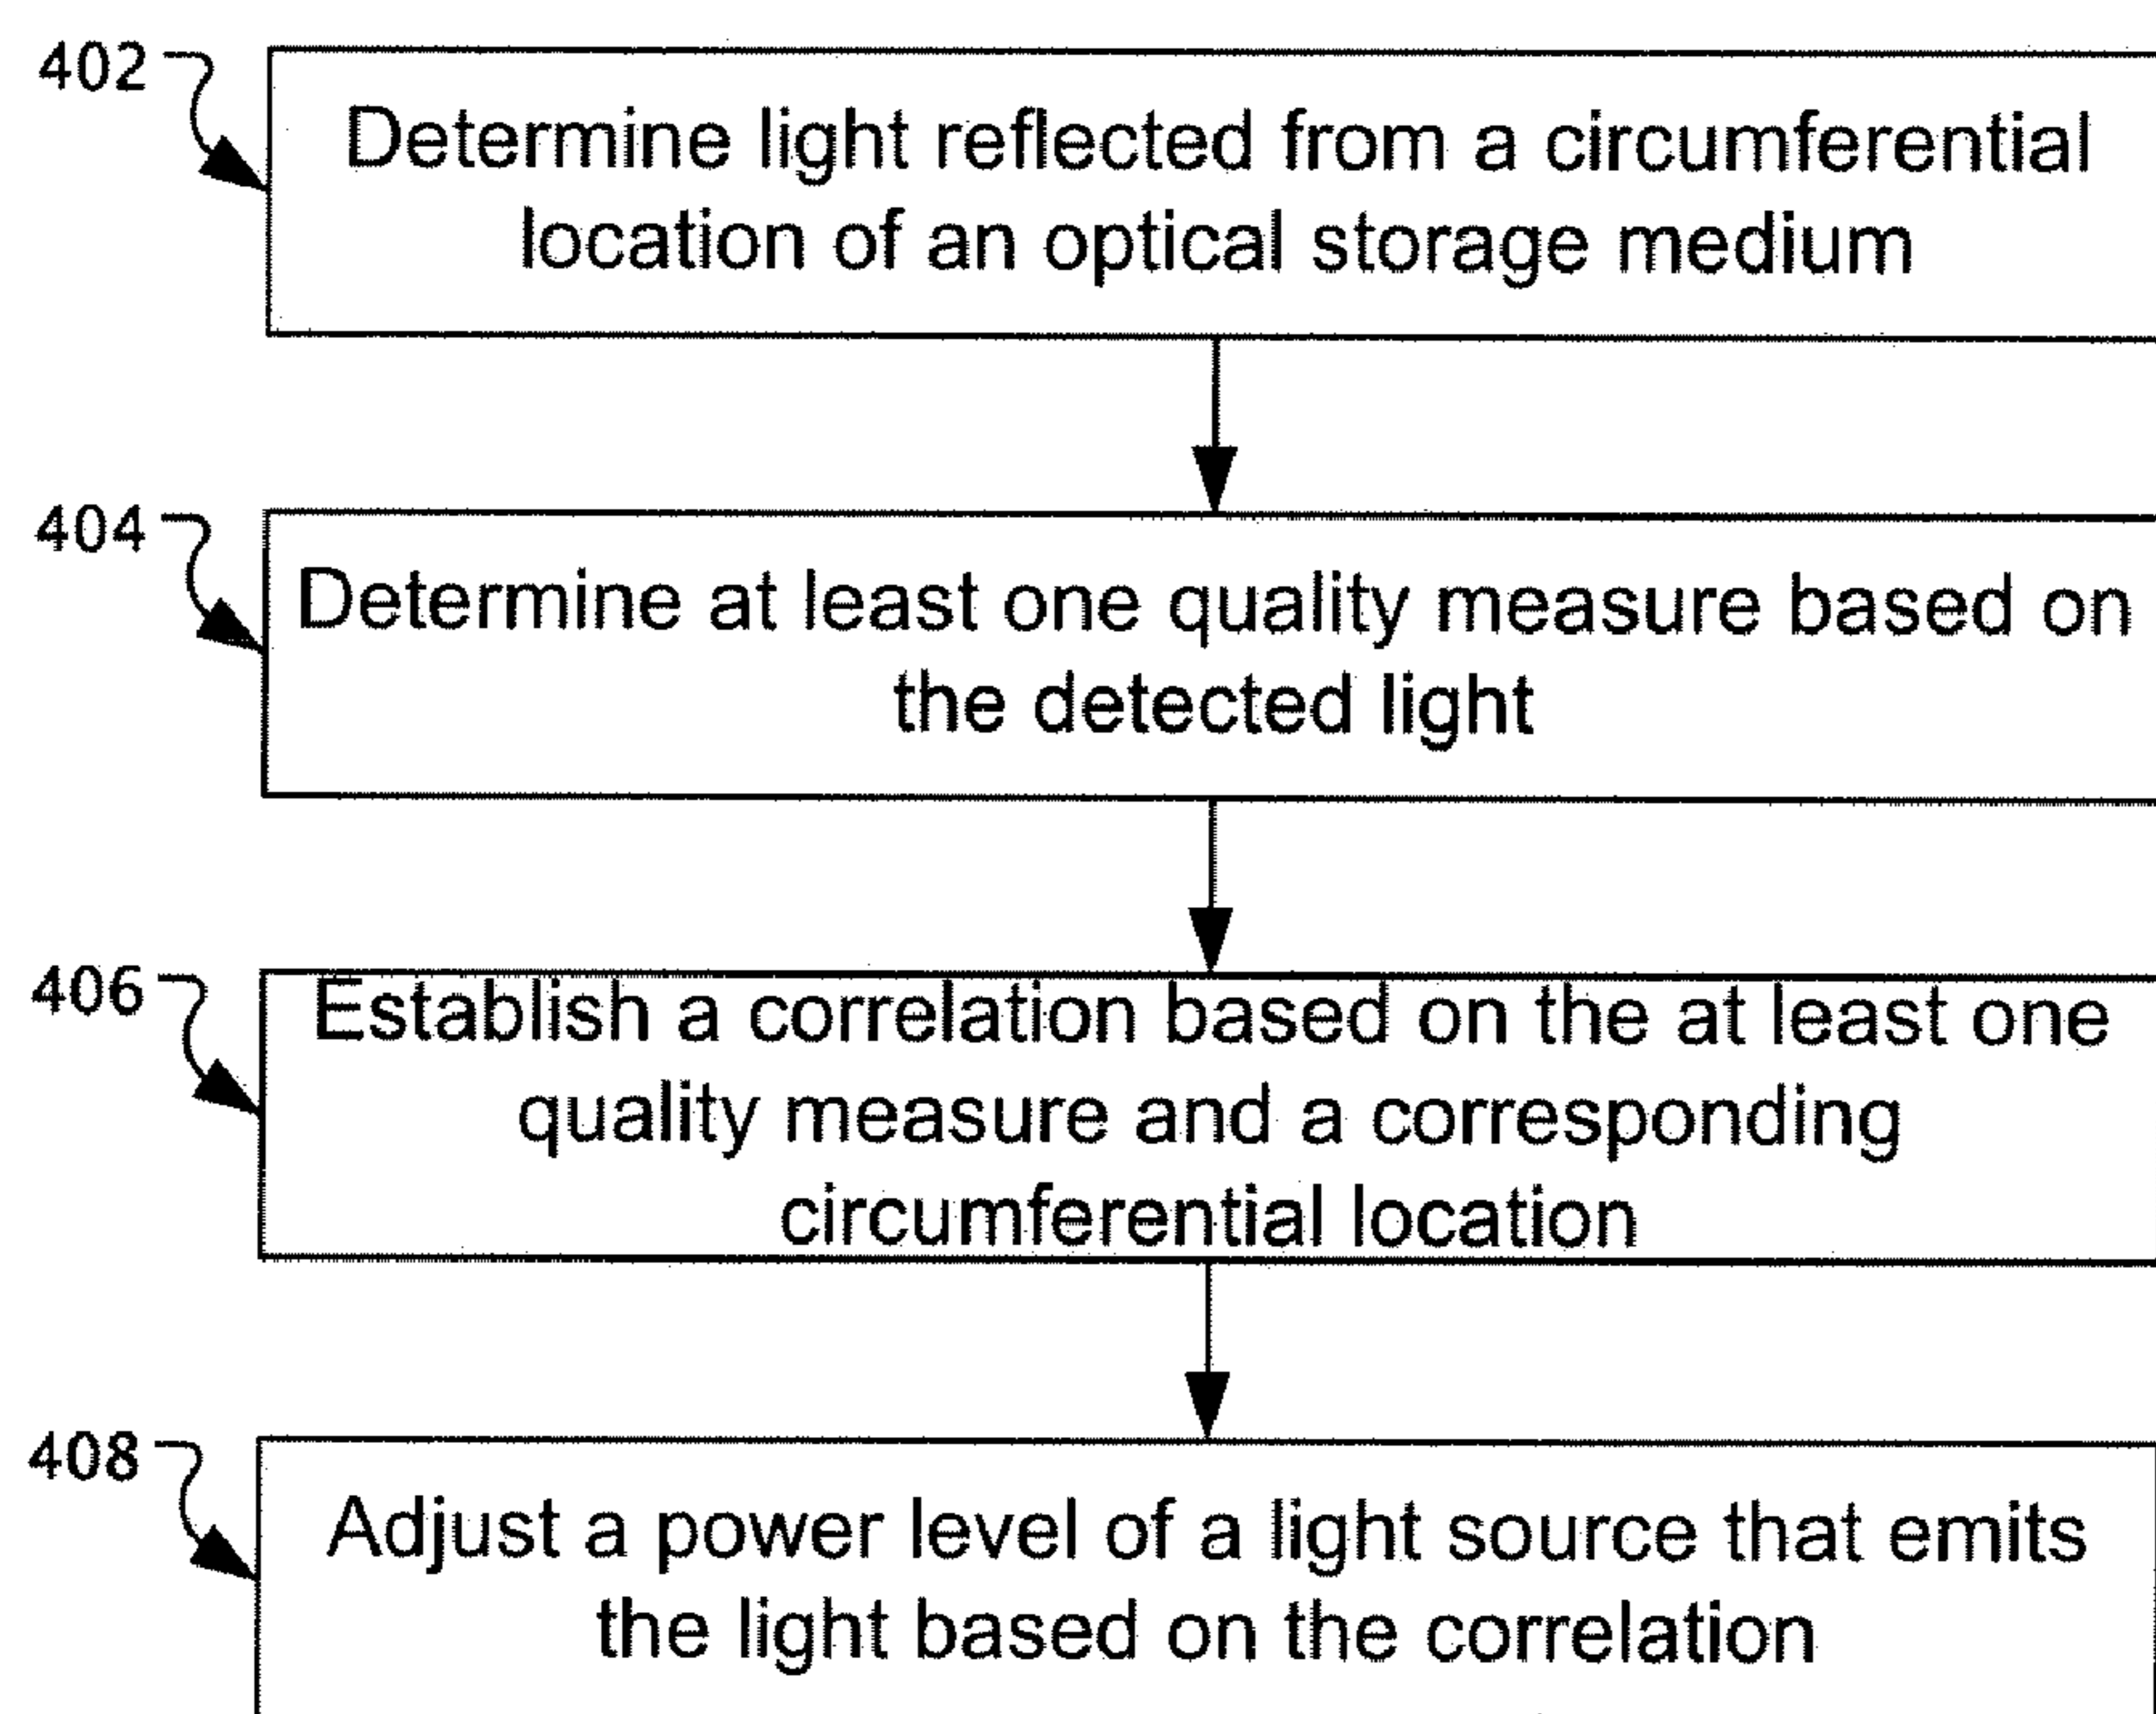 402
Determine light reflected from a circumferential
location of an optical storage medium
404
Determine at least one quality measure based on
the detected light
406
Establish a correlation based on the at least one
quality measure and a corresponding
circumferential location
408
Adjust a power level of a light source that emits
the light based on the correlation